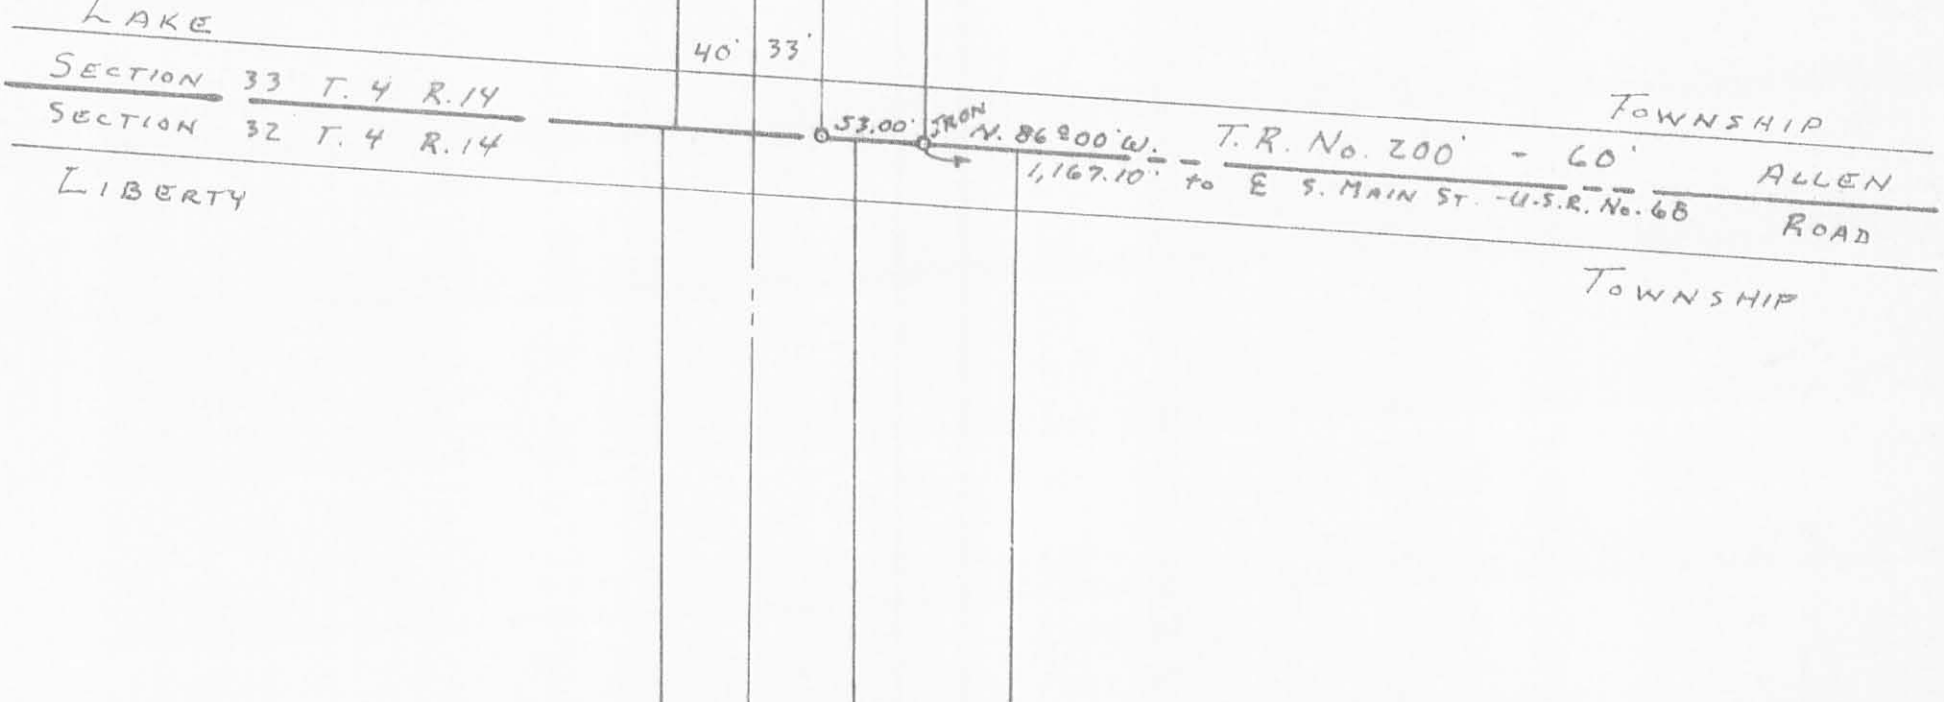 LAKE TOWNSHIP
40' 33'
SECTION 33 T. 4 R. 14
SECTION 32 T. 4 R. 14
53.00' IRON N. 86°00' W. T. R. No. 200' - 60' ALLEN
1,167.10' to S. MAIN ST. - U.S.R. No. 68 ROAD
LIBERTY TOWNSHIP